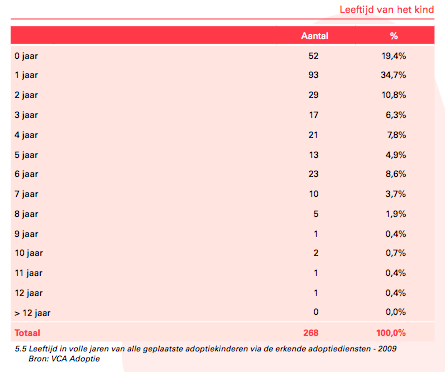 Leeftijd van het kind
Aantal %
0 jaar 52 19,4%
1 jaar 93 34,7%
2 jaar 29 10,8%
3 jaar 17 6,3%
4 jaar 21 7,8%
5 jaar 13 4,9%
6 jaar 23 8,6%
7 jaar 10 3,7%
8 jaar 5 1,9%
9 jaar 1 0,4%
10 jaar 2 0,7%
11 jaar 1 0,4%
12 jaar 1 0,4%
> 12 jaar 0 0,0%
Totaal 268 100,0%
5.5 Leeftijd in volle jaren van alle geplaatste adoptiekinderen via de erkende adoptiediensten - 2009
Bron: VCA Adoptie